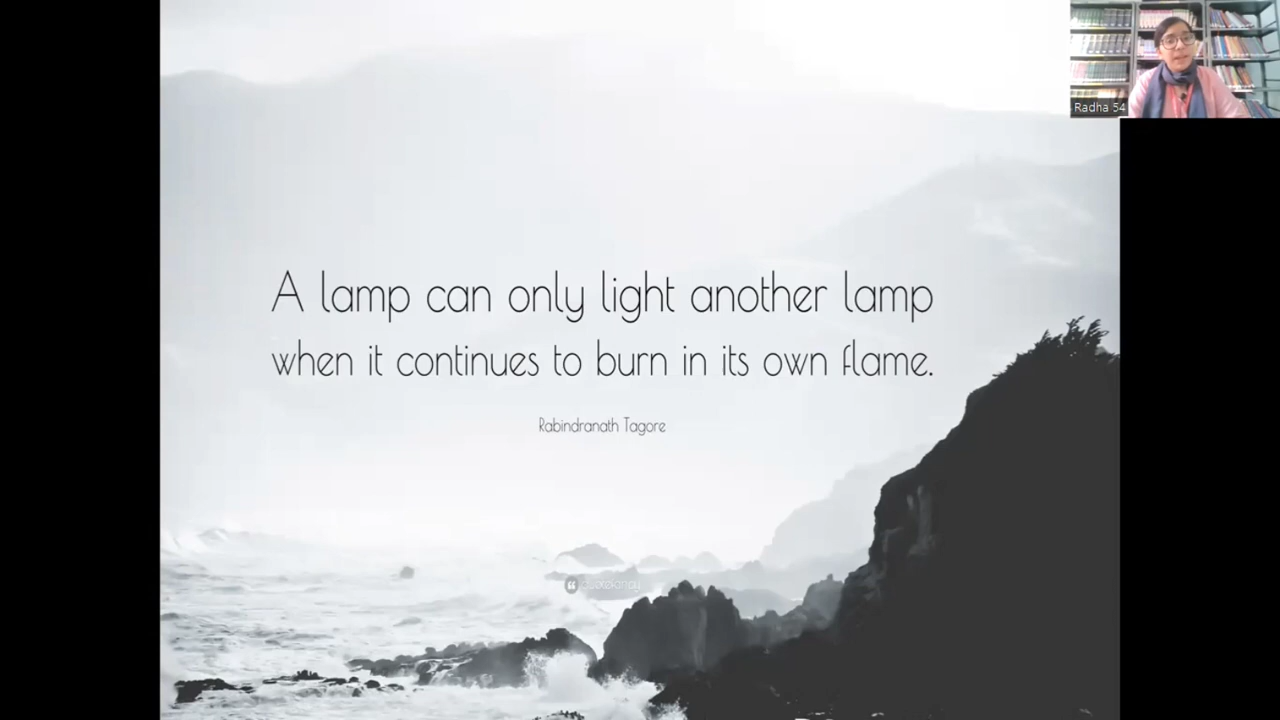 Radha 54
A lamp can only light another lamp
when it continues to burn in its own flame.
Rabindranath Tagore